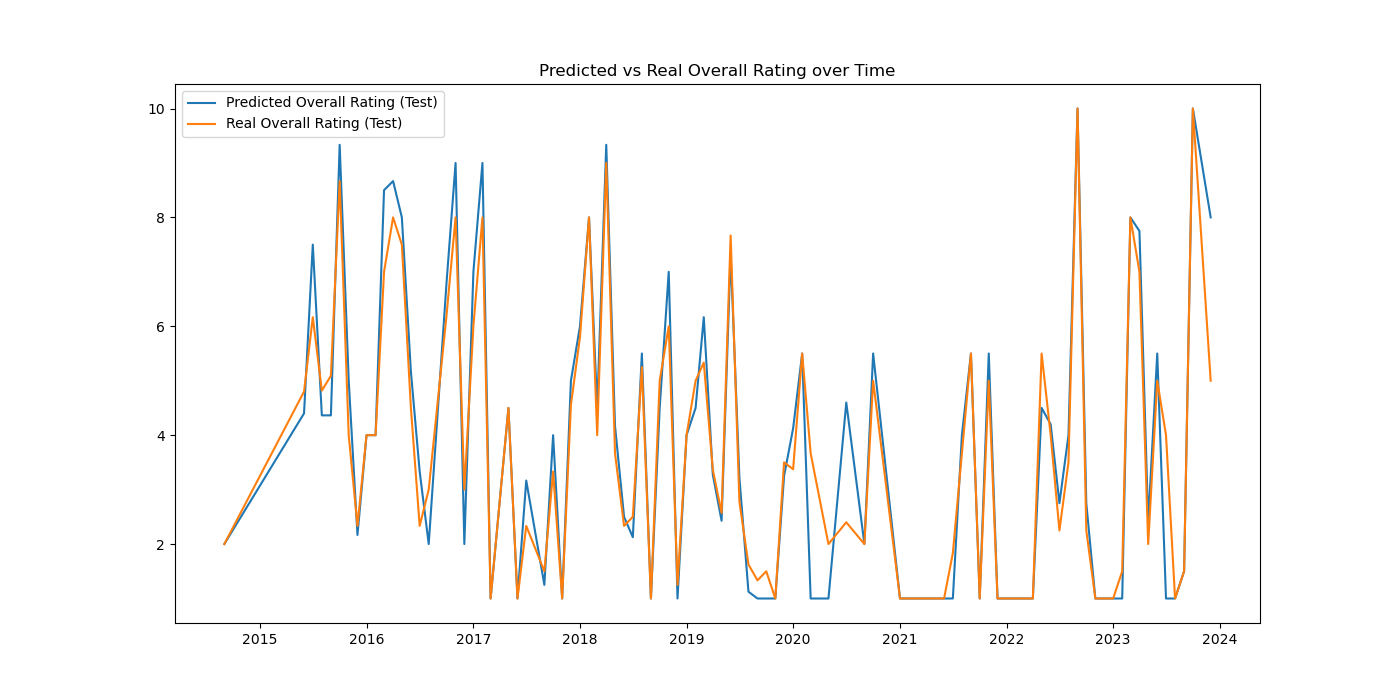 Predicted vs Real Overall Rating over Time
Predicted Overall Rating (Test)
Real Overall Rating (Test)
10
8
6
4
2
2015 2016 2017 2018 2019 2020 2021 2022 2023 2024